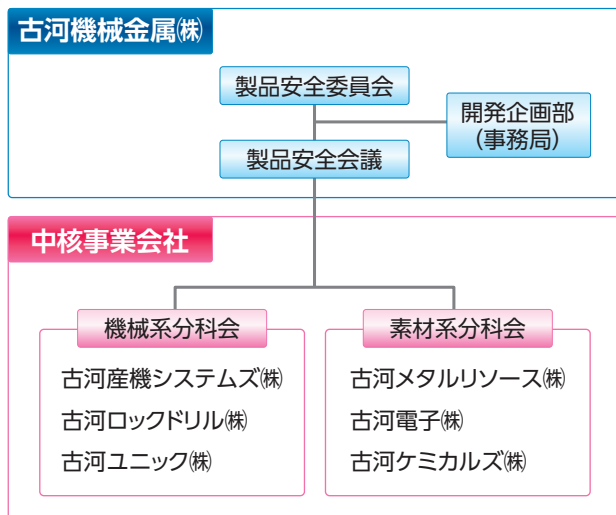 古河機械金属㈱
製品安全委員会
開発企画部
(事務局)
製品安全会議
中核事業会社
機械系分科会
古河産機システムズ㈱
古河ロックドリル㈱
古河ユニック㈱
素材系分科会
古河メタルリソース㈱
古河電子㈱
古河ケミカルズ㈱